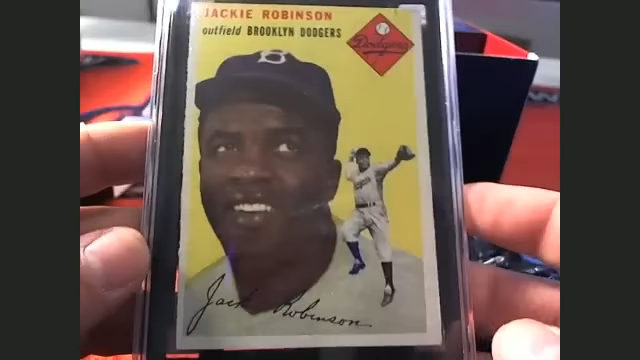 JACKIE ROBINSON
outfield BROOKLYN DODGERS
Dodgers
B
Jack Robinson